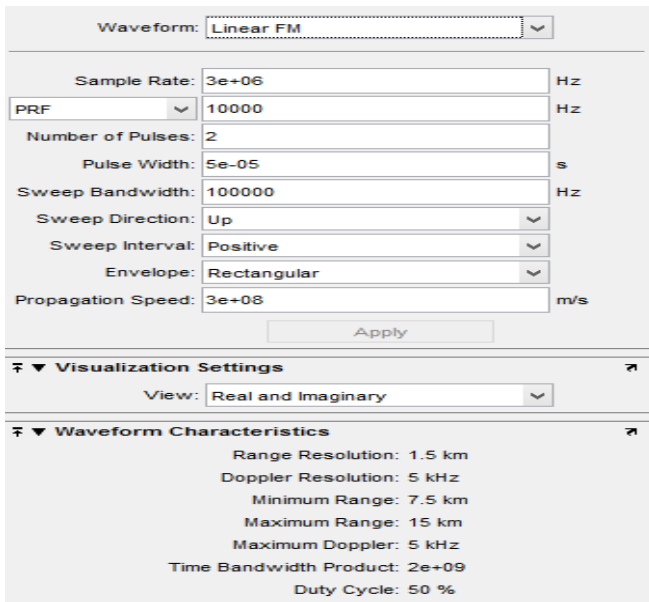 Waveform: Linear FM
Sample Rate: 3e+06 Hz
PRF 10000 Hz
Number of Pulses: 2
Pulse Width: 5e-05 s
Sweep Bandwidth: 100000 Hz
Sweep Direction: Up
Sweep Interval: Positive
Envelope: Rectangular
Propagation Speed: 3e+08 m/s
Apply
Visualization Settings
View: Real and Imaginary
Waveform Characteristics
Range Resolution: 1.5 km
Doppler Resolution: 5 kHz
Minimum Range: 7.5 km
Maximum Range: 15 km
Maximum Doppler: 5 kHz
Time Bandwidth Product: 2e+09
Duty Cycle: 50 %